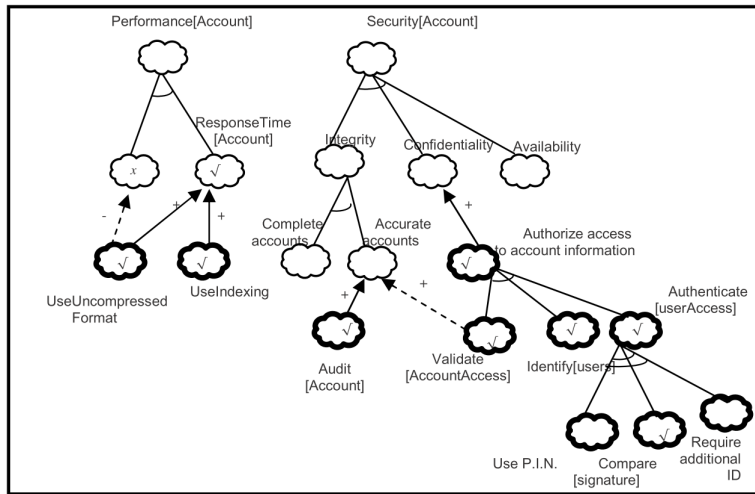 Performance[Account]
Security[Account]
ResponseTime
[Account]
Integrity
Confidentiality
Availability
x
√
-
+
+
Complete
accounts
Accurate
accounts
+
Authorize access
to account information
√
√
√
UseUncompressed
Format
UseIndexing
+
+
Authenticate
[userAccess]
√
√
√
√
Audit
[Account]
Validate
[AccountAccess]
Identify[users]
Use P.I.N.
Compare
[signature]
√
Require
additional
ID